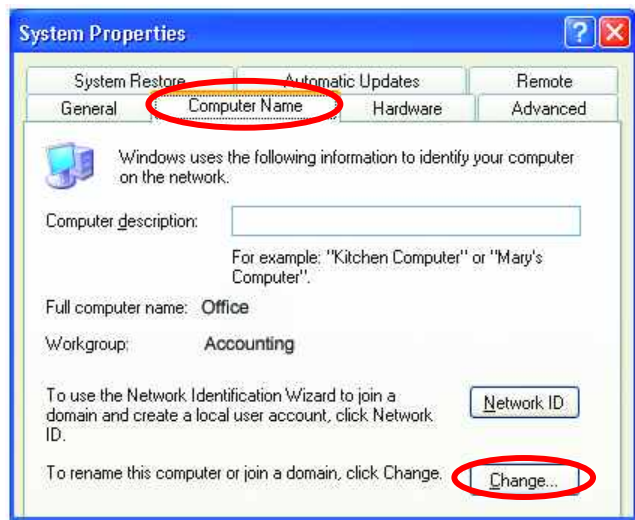 System Properties
System Restore Automatic Updates Remote
General Computer Name Hardware Advanced
Windows uses the following information to identify your computer
on the network.
Computer description:
For example: "Kitchen Computer" or "Mary's
Computer".
Full computer name: Office
Workgroup: Accounting
To use the Network Identification Wizard to join a
domain and create a local user account, click Network
ID.
Network ID
To rename this computer or join a domain, click Change.
Change...